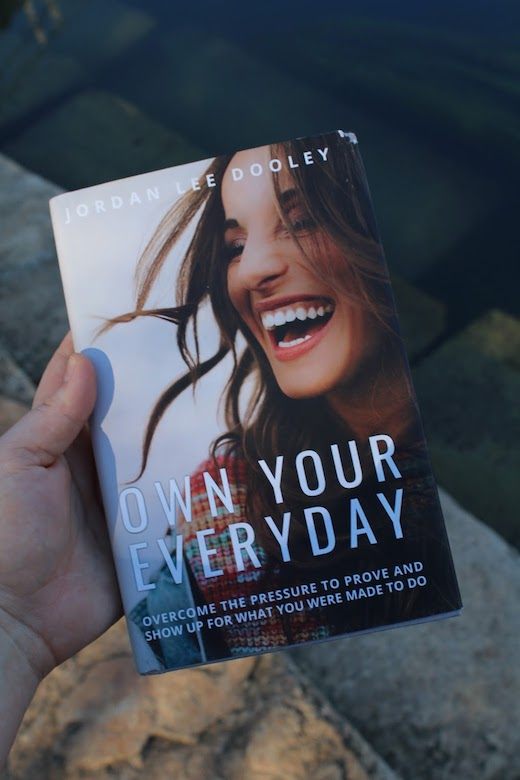 JORDAN LEE DOOLEY
OWN YOUR
EVERYDAY
OVERCOME THE PRESSURE TO PROVE AND
SHOW UP FOR WHAT YOU WERE MADE TO DO